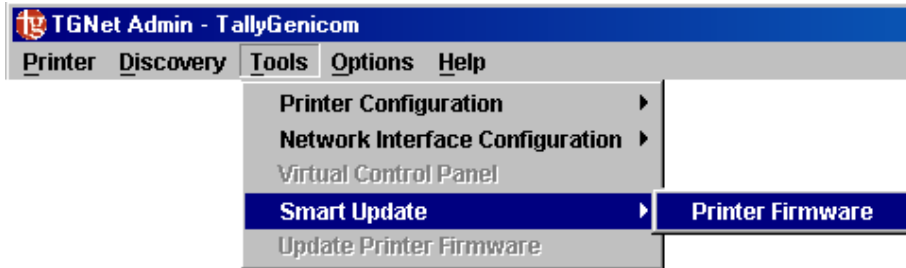 TGNet Admin - TallyGenicom
Printer Discovery Tools Options Help
Printer Configuration
Network Interface Configuration
Virtual Control Panel
Smart Update Printer Firmware
Update Printer Firmware